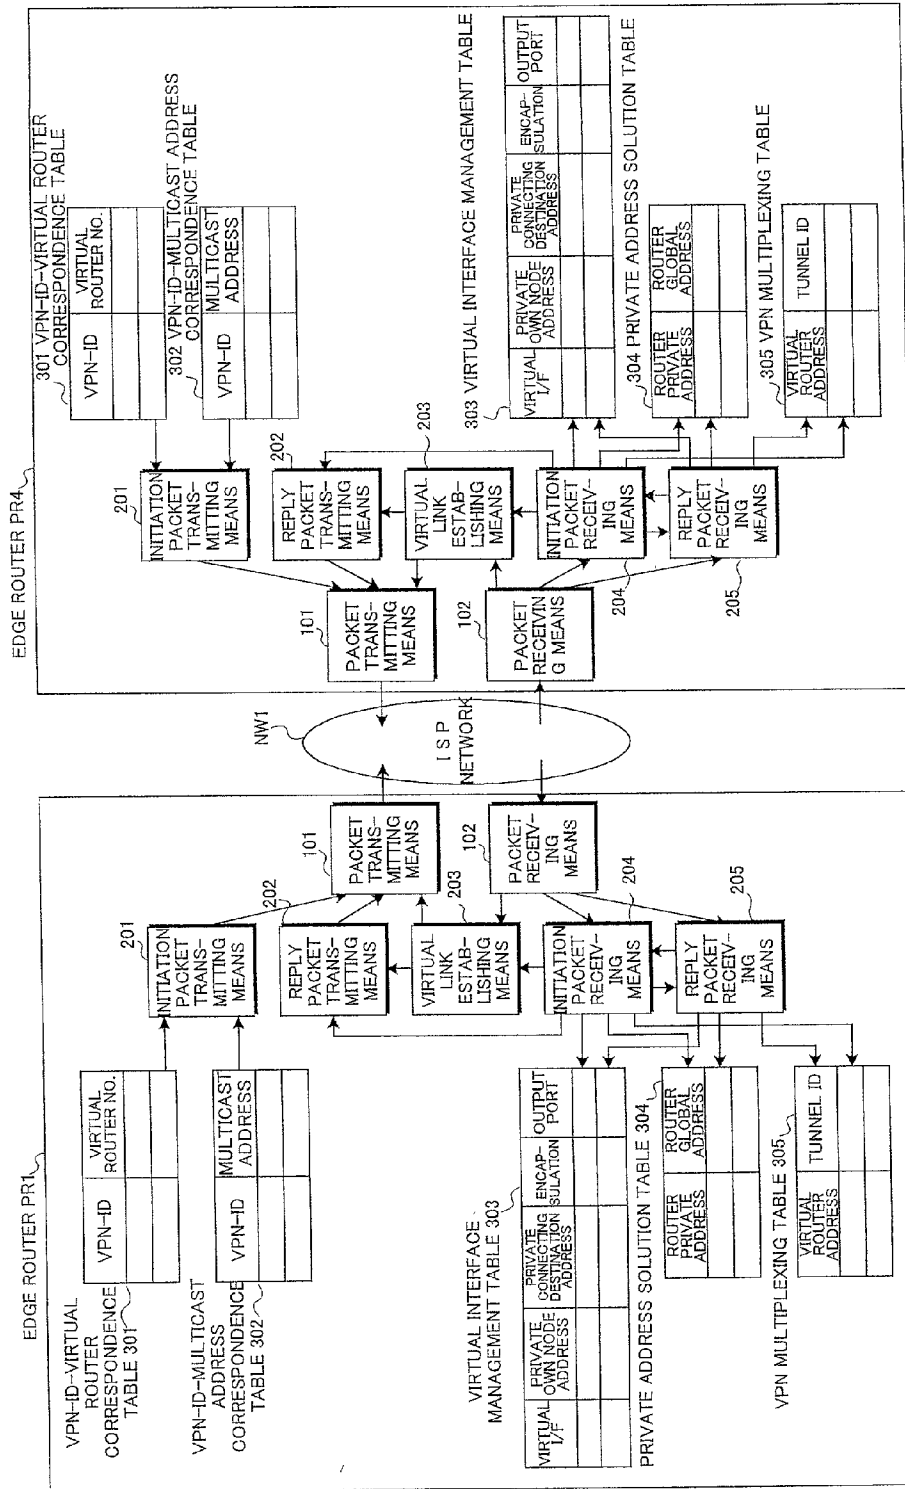 EDGE ROUTER PR1
VPN-ID-VIRTUAL
ROUTER
CORRESPONDENCE
TABLE 301
VPN-ID
VIRTUAL
ROUTER NO.
VPN-ID-MULTICAST
ADDRESS
CORRESPONDENCE
TABLE 302
VPN-ID
MULTICAST
ADDRESS
201
INITIATION
PACKET
TRANS-
MITTING
MEANS
202
REPLY
PACKET
TRANS-
MITTING
MEANS
101
PACKET
TRANS-
MITTING
MEANS
203
VIRTUAL
LINK
ESTAB-
LISHING
MEANS
102
PACKET
RECEIV-
ING
MEANS
204
INITIATION
PACKET
RECEIV-
ING
MEANS
205
REPLY
PACKET
RECEIV-
ING
MEANS
VIRTUAL INTERFACE
MANAGEMENT TABLE 303
VIRTUAL
I/F
PRIVATE
OWN NODE
ADDRESS
PRIVATE
CONNECTING
DESTINATION
ADDRESS
ENCAP-
SULATION
OUTPUT
PORT
PRIVATE ADDRESS SOLUTION TABLE 304
ROUTER
PRIVATE
ADDRESS
ROUTER
GLOBAL
ADDRESS
VPN MULTIPLEXING TABLE 305
VIRTUAL
ROUTER
ADDRESS
TUNNEL ID
NW1
I S P
NETWORK
EDGE ROUTER PR4
101
PACKET
TRANS-
MITTING
MEANS
102
PACKET
RECEIVIN
G MEANS
201
INITIATION
PACKET
TRANS-
MITTING
MEANS
202
REPLY
PACKET
TRANS-
MITTING
MEANS
203
VIRTUAL
LINK
ESTAB-
LISHING
MEANS
204
INITIATION
PACKET
RECEIV-
ING
MEANS
205
REPLY
PACKET
RECEIV-
ING
MEANS
301 VPN-ID-VIRTUAL ROUTER
CORRESPONDENCE TABLE
VPN-ID
VIRTUAL
ROUTER NO.
302 VPN-ID-MULTICAST ADDRESS
CORRESPONDENCE TABLE
VPN-ID
MULTICAST
ADDRESS
303 VIRTUAL INTERFACE MANAGEMENT TABLE
VIRTUAL
I/F
PRIVATE
OWN NODE
ADDRESS
PRIVATE
CONNECTING
DESTINATION
ADDRESS
ENCAP-
SULATION
OUTPUT
PORT
304 PRIVATE ADDRESS SOLUTION TABLE
ROUTER
PRIVATE
ADDRESS
ROUTER
GLOBAL
ADDRESS
305 VPN MULTIPLEXING TABLE
VIRTUAL
ROUTER
ADDRESS
TUNNEL ID